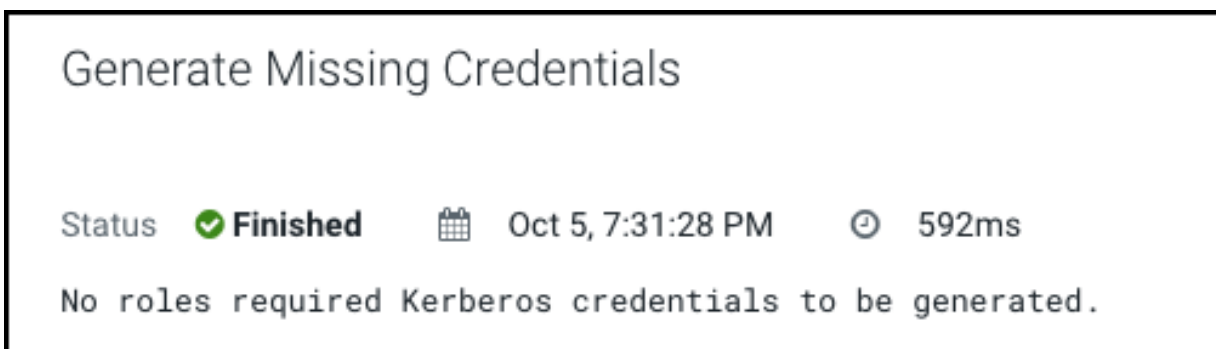 Generate Missing Credentials
Status Finished Oct 5, 7:31:28 PM 592ms
No roles required Kerberos credentials to be generated.